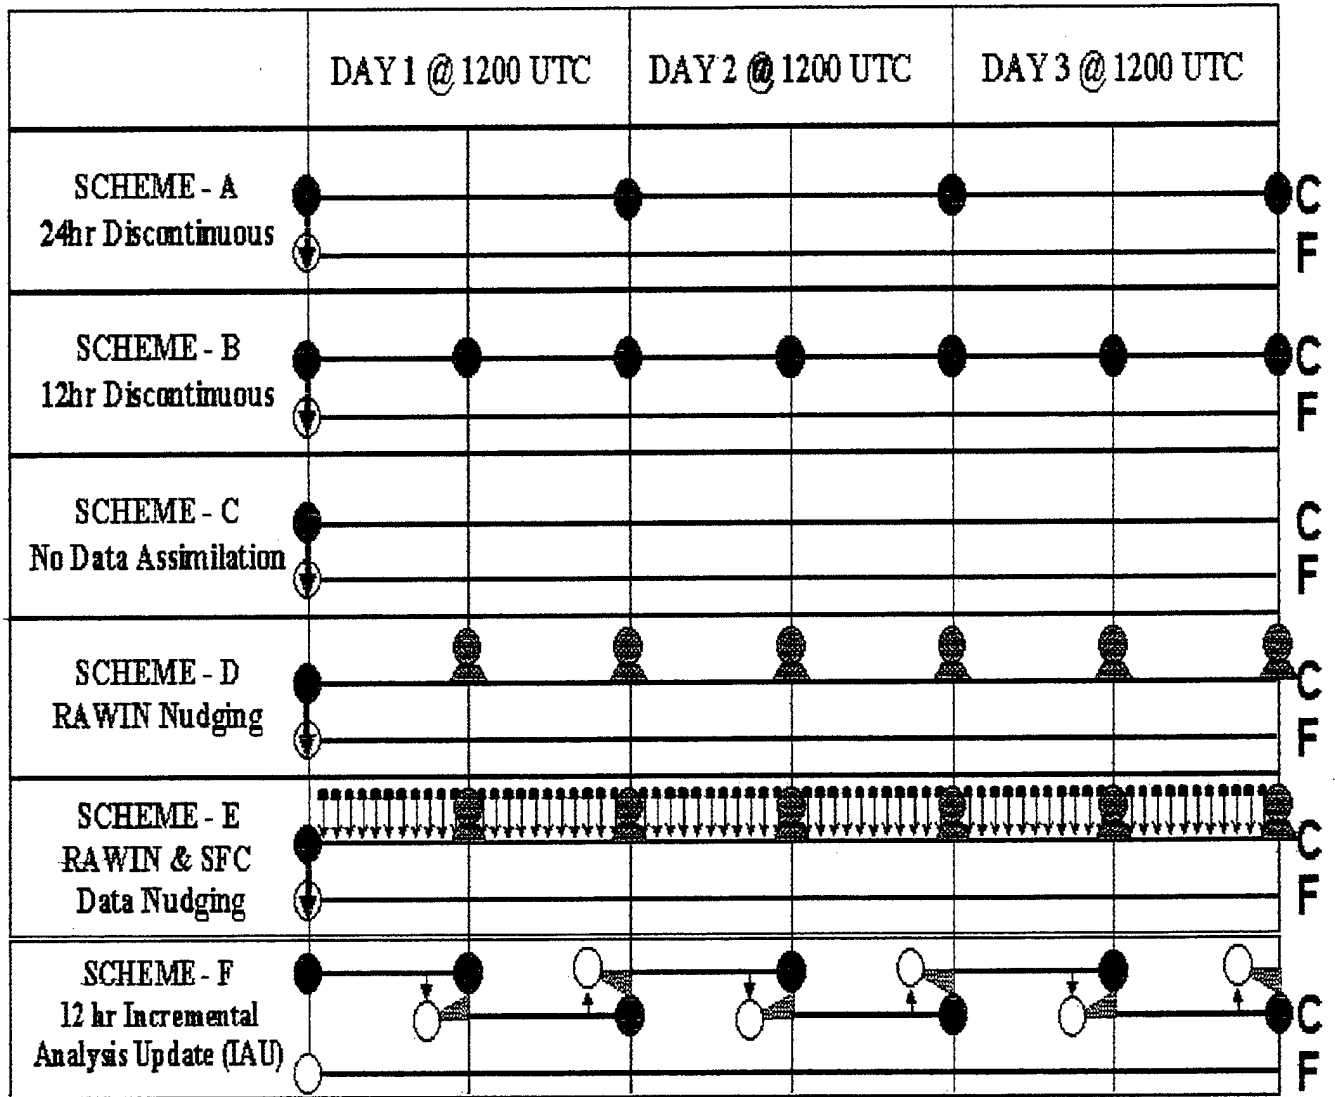 DAY 1 @ 1200 UTC
DAY 2 @ 1200 UTC
DAY 3 @ 1200 UTC
SCHEME - A
24hr Discontinuous
C
F
SCHEME - B
12hr Discontinuous
C
F
SCHEME - C
No Data Assimilation
C
F
SCHEME - D
RAWIN Nudging
C
F
SCHEME - E
RAWIN & SFC
Data Nudging
C
F
SCHEME - F
12 hr Incremental
Analysis Update (IAU)
C
F